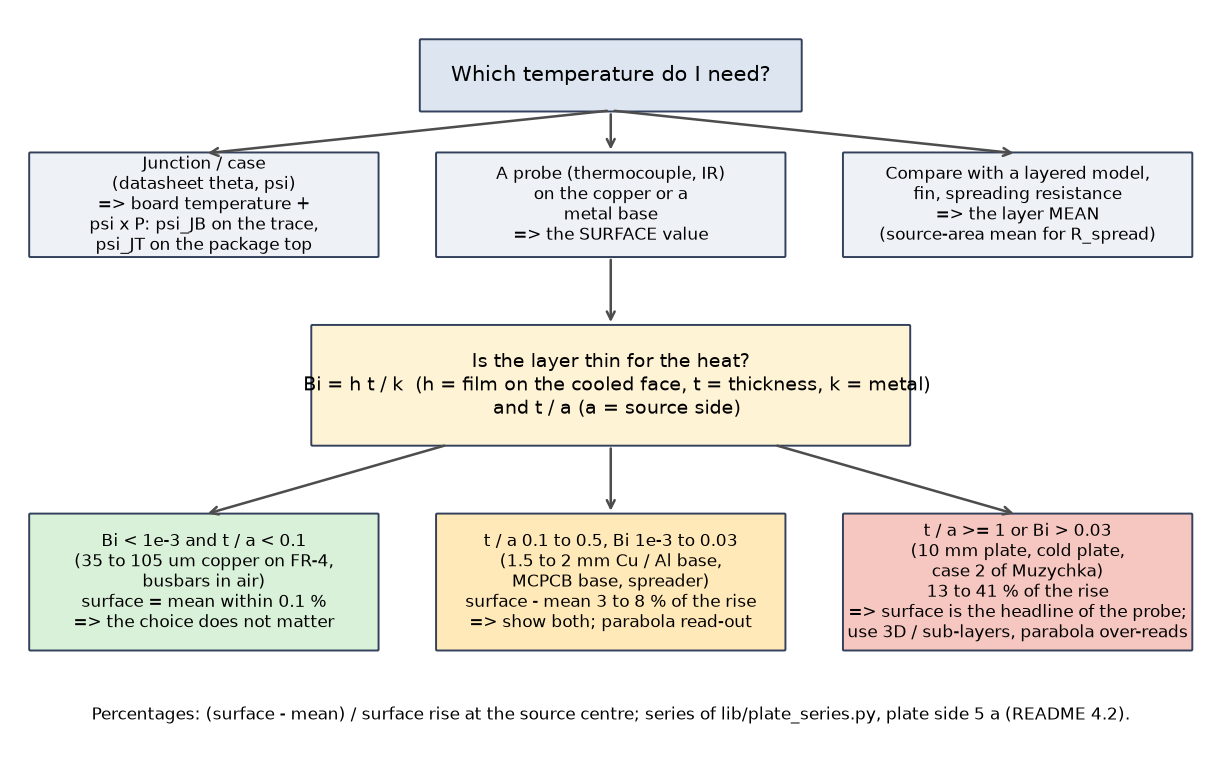 Which temperature do I need?
Junction / case
(datasheet theta, psi)
=> board temperature +
psi x P: psi_JB on the trace,
psi_JT on the package top
A probe (thermocouple, IR)
on the copper or a
metal base
=> the SURFACE value
Compare with a layered model,
fin, spreading resistance
=> the layer MEAN
(source-area mean for R_spread)
Is the layer thin for the heat?
Bi = h t / k  (h = film on the cooled face, t = thickness, k = metal)
and t / a (a = source side)
Bi < 1e-3 and t / a < 0.1
(35 to 105 um copper on FR-4,
busbars in air)
surface = mean within 0.1 %
=> the choice does not matter
t / a 0.1 to 0.5, Bi 1e-3 to 0.03
(1.5 to 2 mm Cu / Al base,
MCPCB base, spreader)
surface - mean 3 to 8 % of the rise
=> show both; parabola read-out
t / a >= 1 or Bi > 0.03
(10 mm plate, cold plate,
case 2 of Muzychka)
13 to 41 % of the rise
=> surface is the headline of the probe;
use 3D / sub-layers, parabola over-reads
Percentages: (surface - mean) / surface rise at the source centre; series of lib/plate_series.py, plate side 5 a (README 4.2).